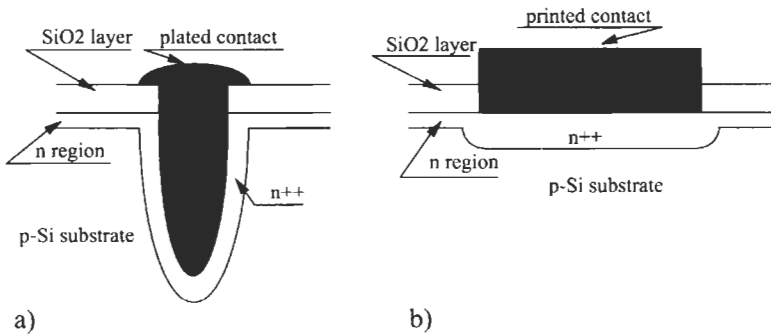 SiO2 layer
plated contact
n region
n++
p-Si substrate
a)
printed contact
SiO2 layer
n++
n region
p-Si substrate
b)